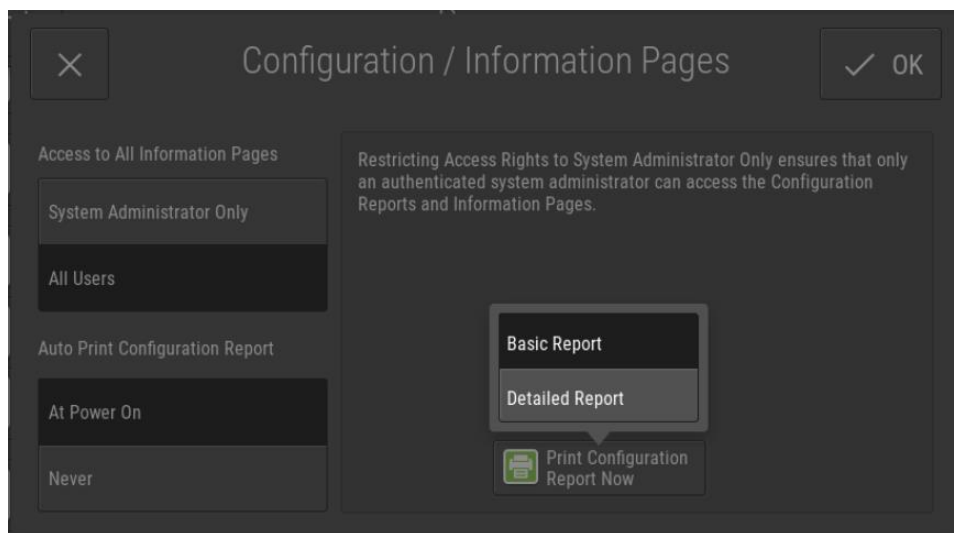 Configuration / Information Pages
OK
Access to All Information Pages
System Administrator Only
All Users
Auto Print Configuration Report
At Power On
Never
Restricting Access Rights to System Administrator Only ensures that only
an authenticated system administrator can access the Configuration
Reports and Information Pages.
Basic Report
Detailed Report
Print Configuration
Report Now